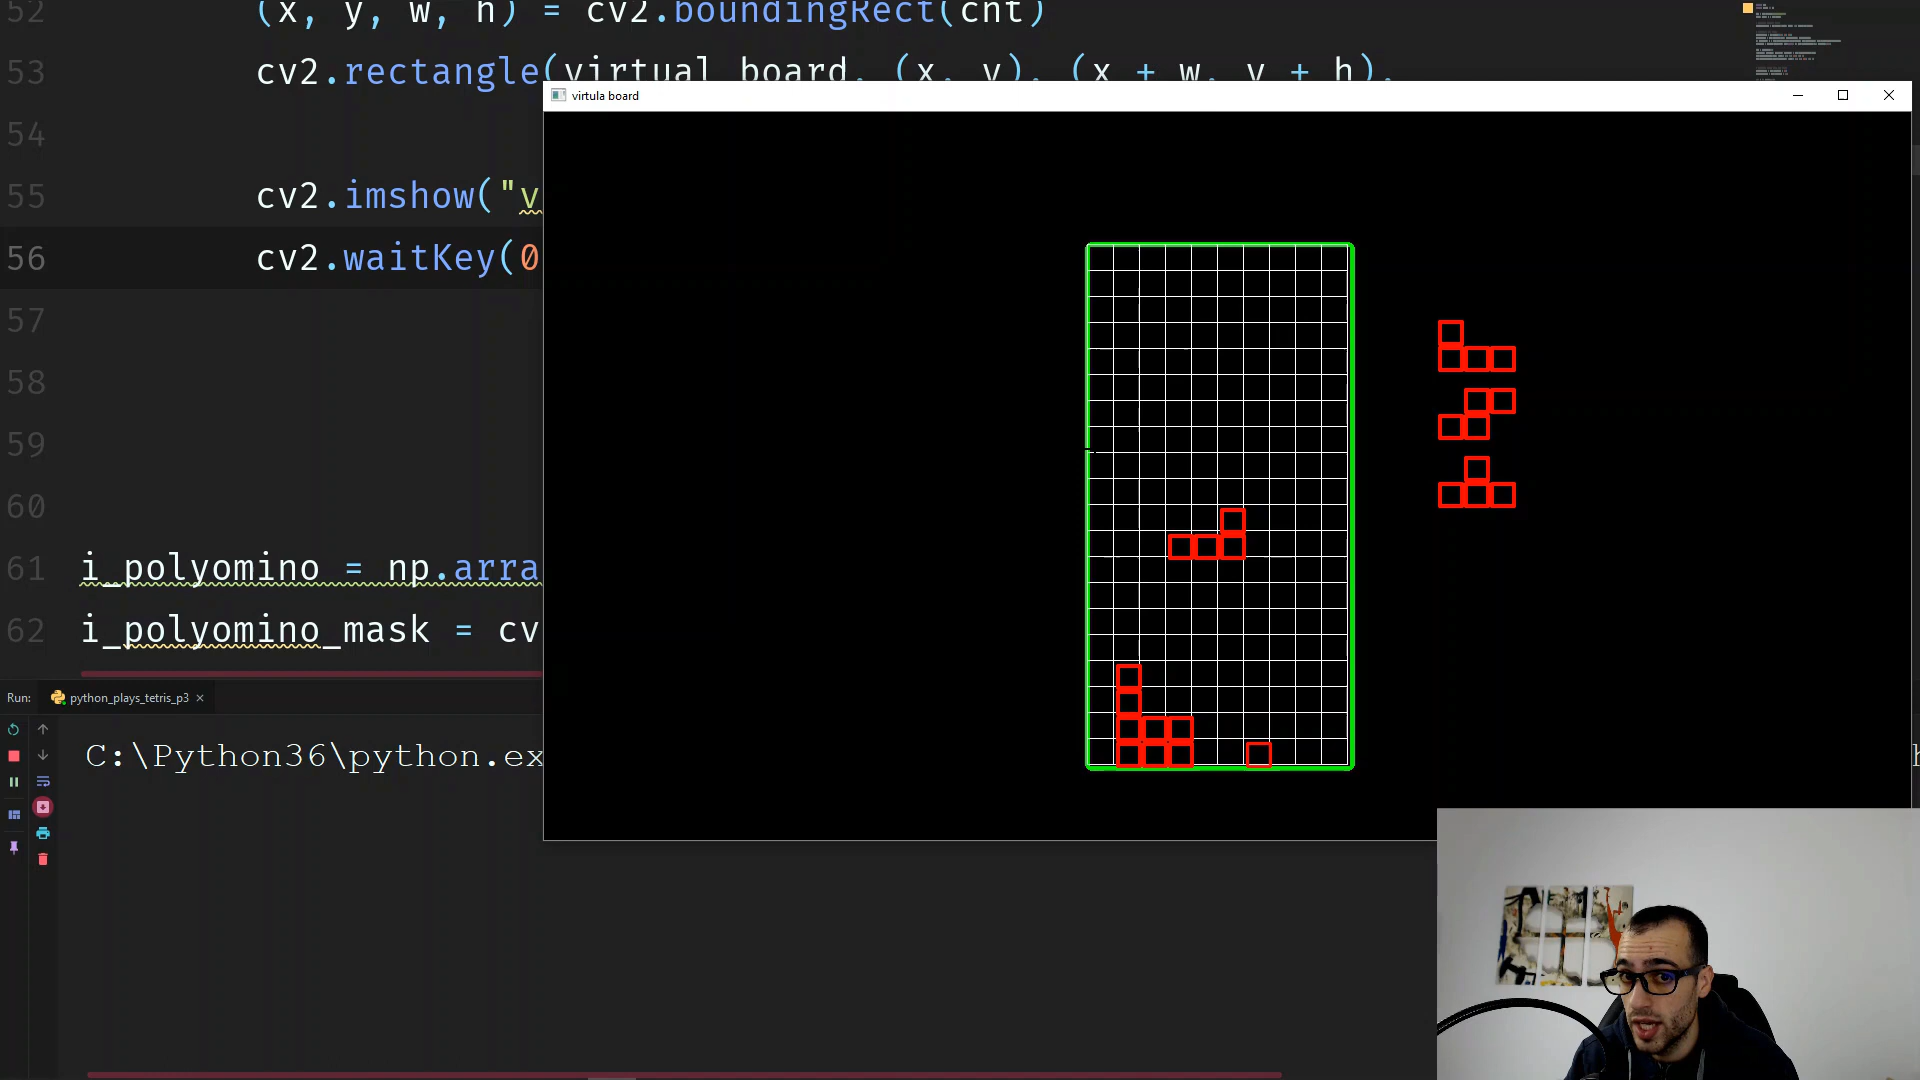 52 (x, y, w, h) = cv2.boundingRect(cnt)
53 cv2.rectangle(virtual_board, (x, y), (x + w, y + h),
virtula board
54
55 cv2.imshow("v
56 cv2.waitKey(0
57
58
59
60
61 i_polyomino = np.arra
62 i_polyomino_mask = cv
Run: python_plays_tetris_p3
C:\Python36\python.ex